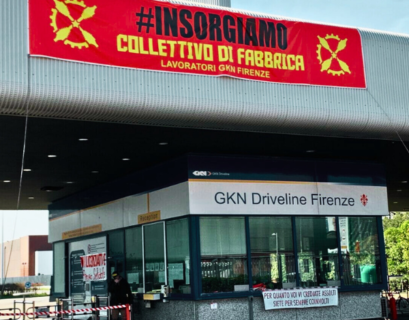 #INSORGIAMO
COLLETTIVO DI FABBRICA
LAVORATORI GKN FIRENZE
GKN Driveline Firenze
PER QUANTO VOI VI CREDIATE ASSOLTI
SIETE PER SEMPRE COINVOLTI